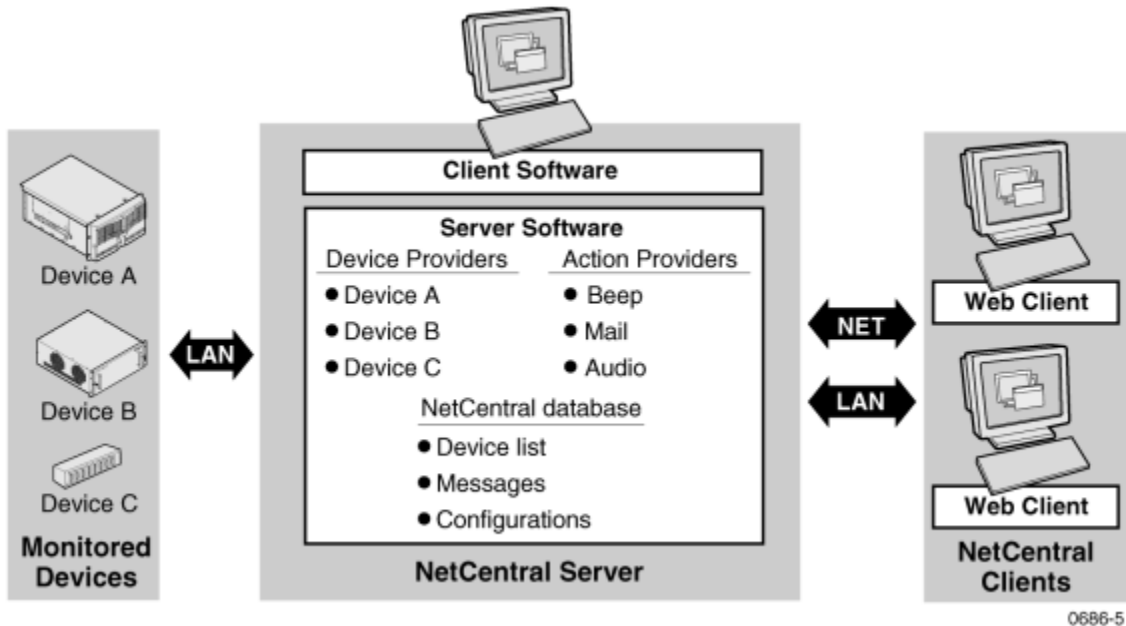 Client Software
Server Software
Device Providers
Action Providers
Device A
Device B
Device C
Beep
Mail
Audio
NetCentral database
Device list
Messages
Configurations
NetCentral Server
Device A
Device B
Device C
Monitored
Devices
LAN
NET
LAN
Web Client
Web Client
NetCentral
Clients
0686-5